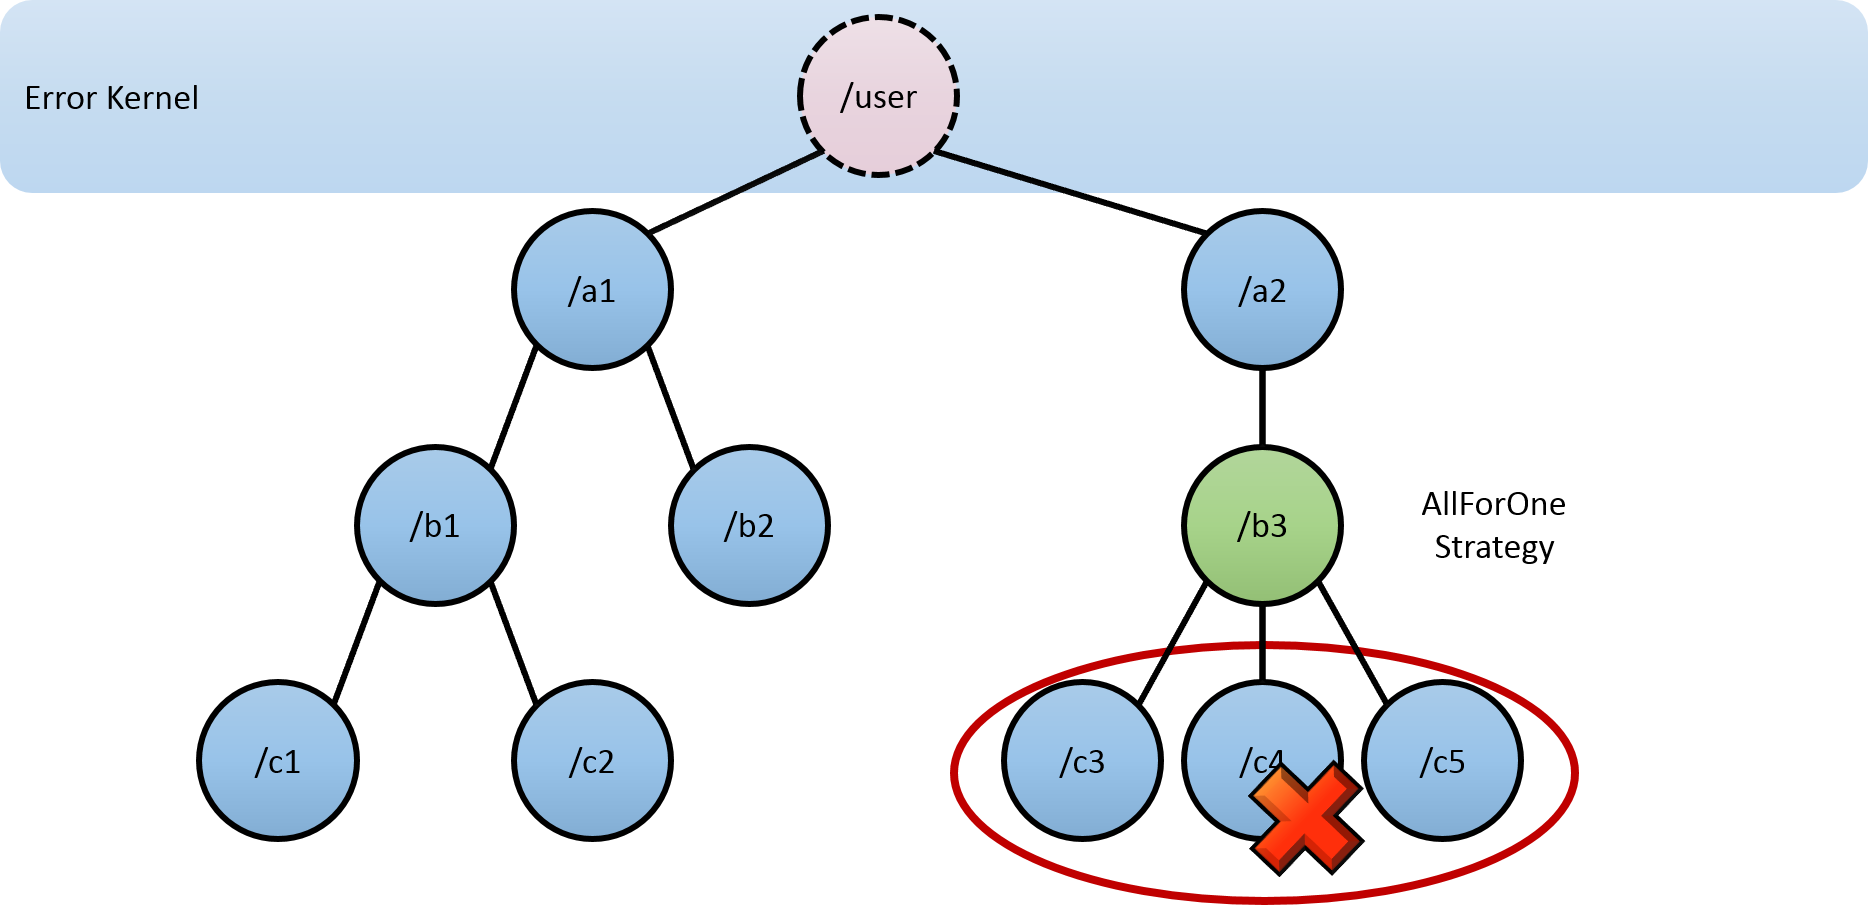 /user
Error Kernel
/a1
/a2
/b1
/b2
/b3
AllForOne
Strategy
/c1
/c2
/c3
/c4
/c5